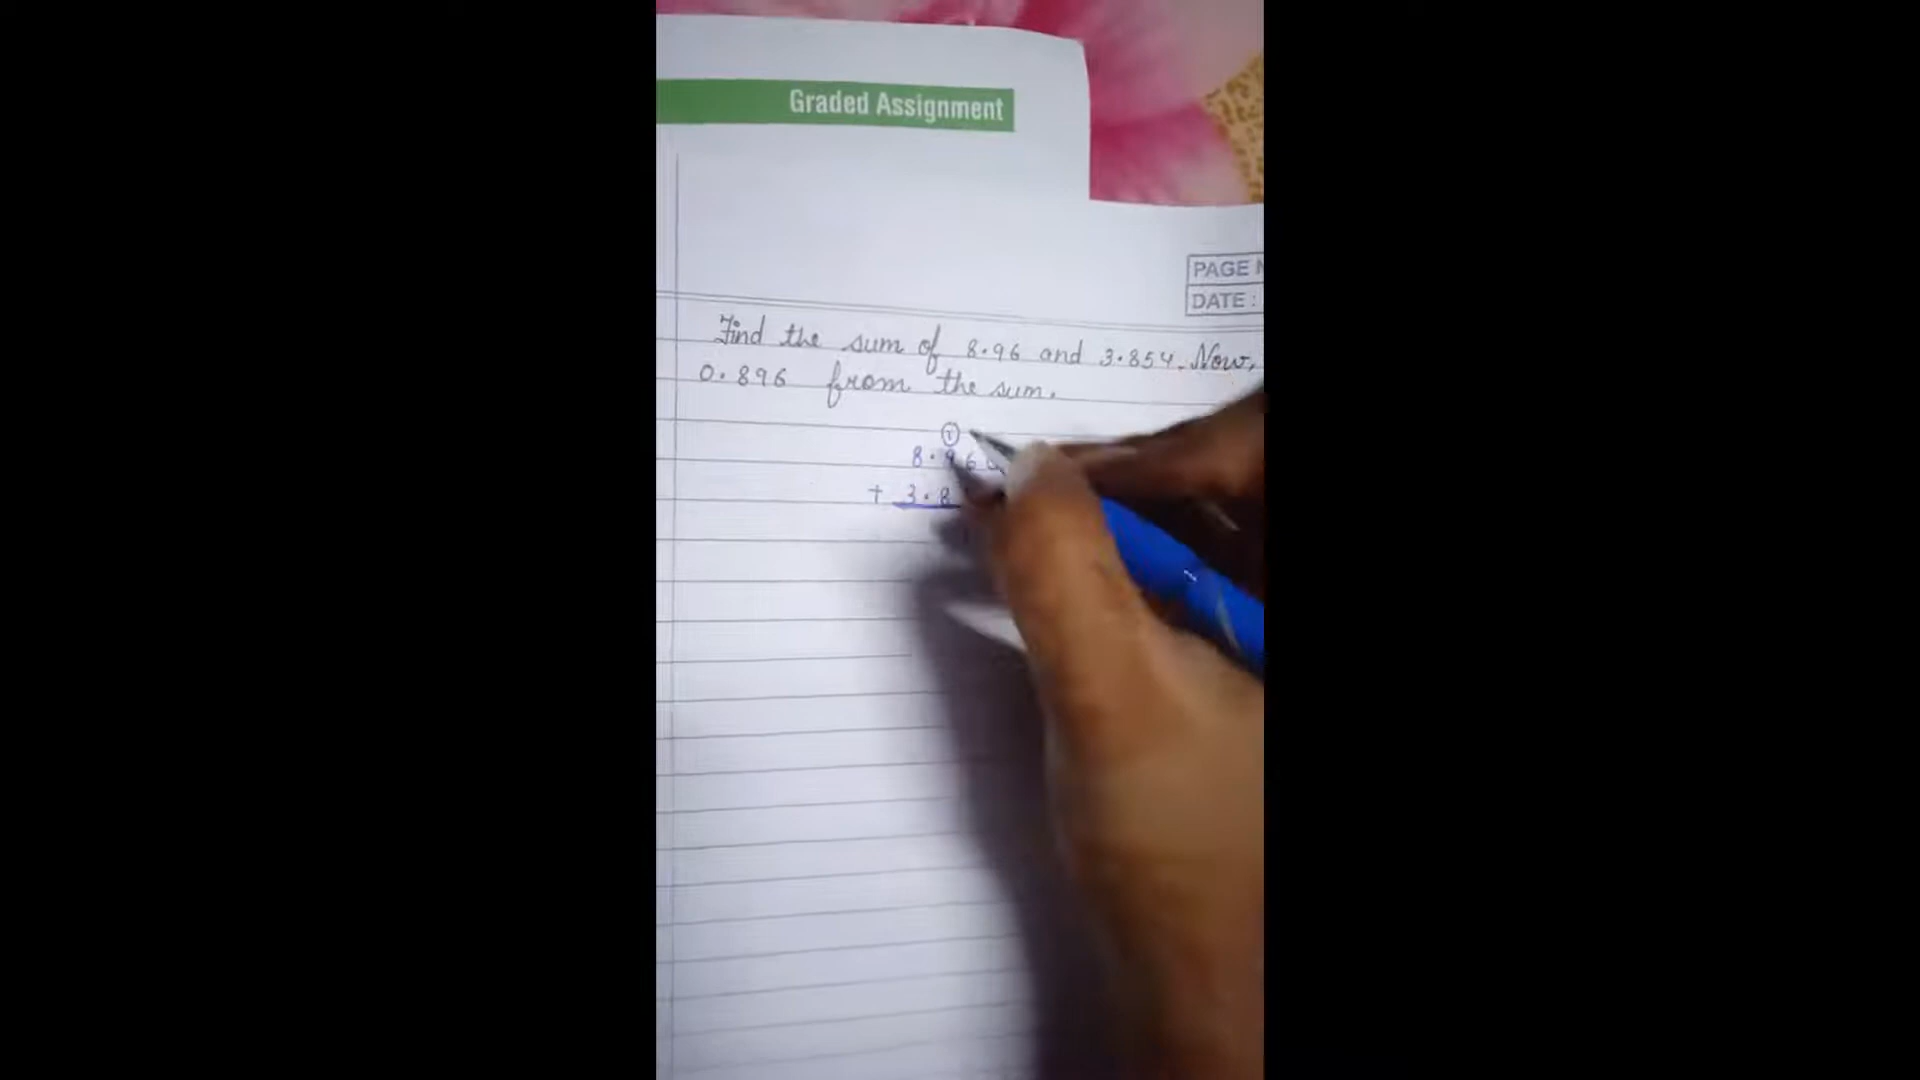 Graded Assignment
PAGE
DATE :
Find the sum of 8.96 and 3.854. Now,
0.896 from the sum.
1
8.96
+ 3.8